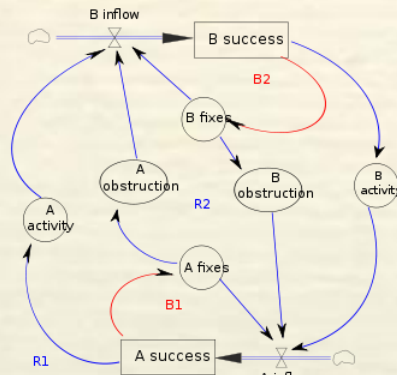 B inflow
B success
B2
B fixes
A
obstruction
B
obstruction
B
activity
R2
A
activity
A fixes
B1
R1
A success